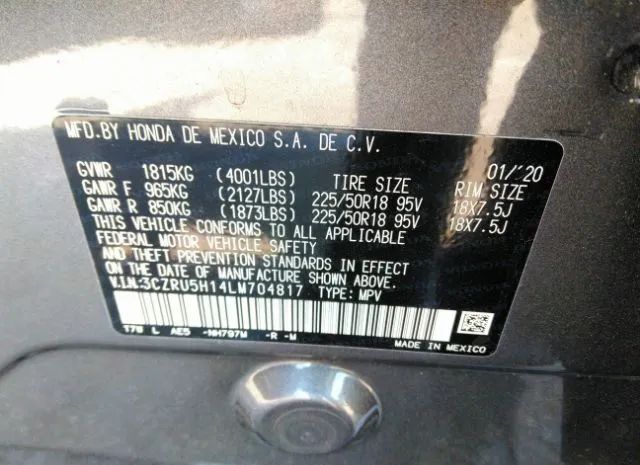 MFD.BY HONDA DE MEXICO S.A. DE C.V.
01/'20
GVWR 1815KG (4001LBS) TIRE SIZE RIM SIZE
GAWR F 965KG (2127LBS) 225/50R18 95V 18X7.5J
GAWR R 850KG (1873LBS) 225/50R18 95V 18X7.5J
THIS VEHICLE CONFORMS TO ALL APPLICABLE
FEDERAL MOTOR VEHICLE SAFETY
AND THEFT PREVENTION STANDARDS IN EFFECT
ON THE DATE OF MANUFACTURE SHOWN ABOVE.
V.I.N:3CZRU5H14LM704817 TYPE: MPV
T7W L AE5 -NH797M -R -M
MADE IN MEXICO